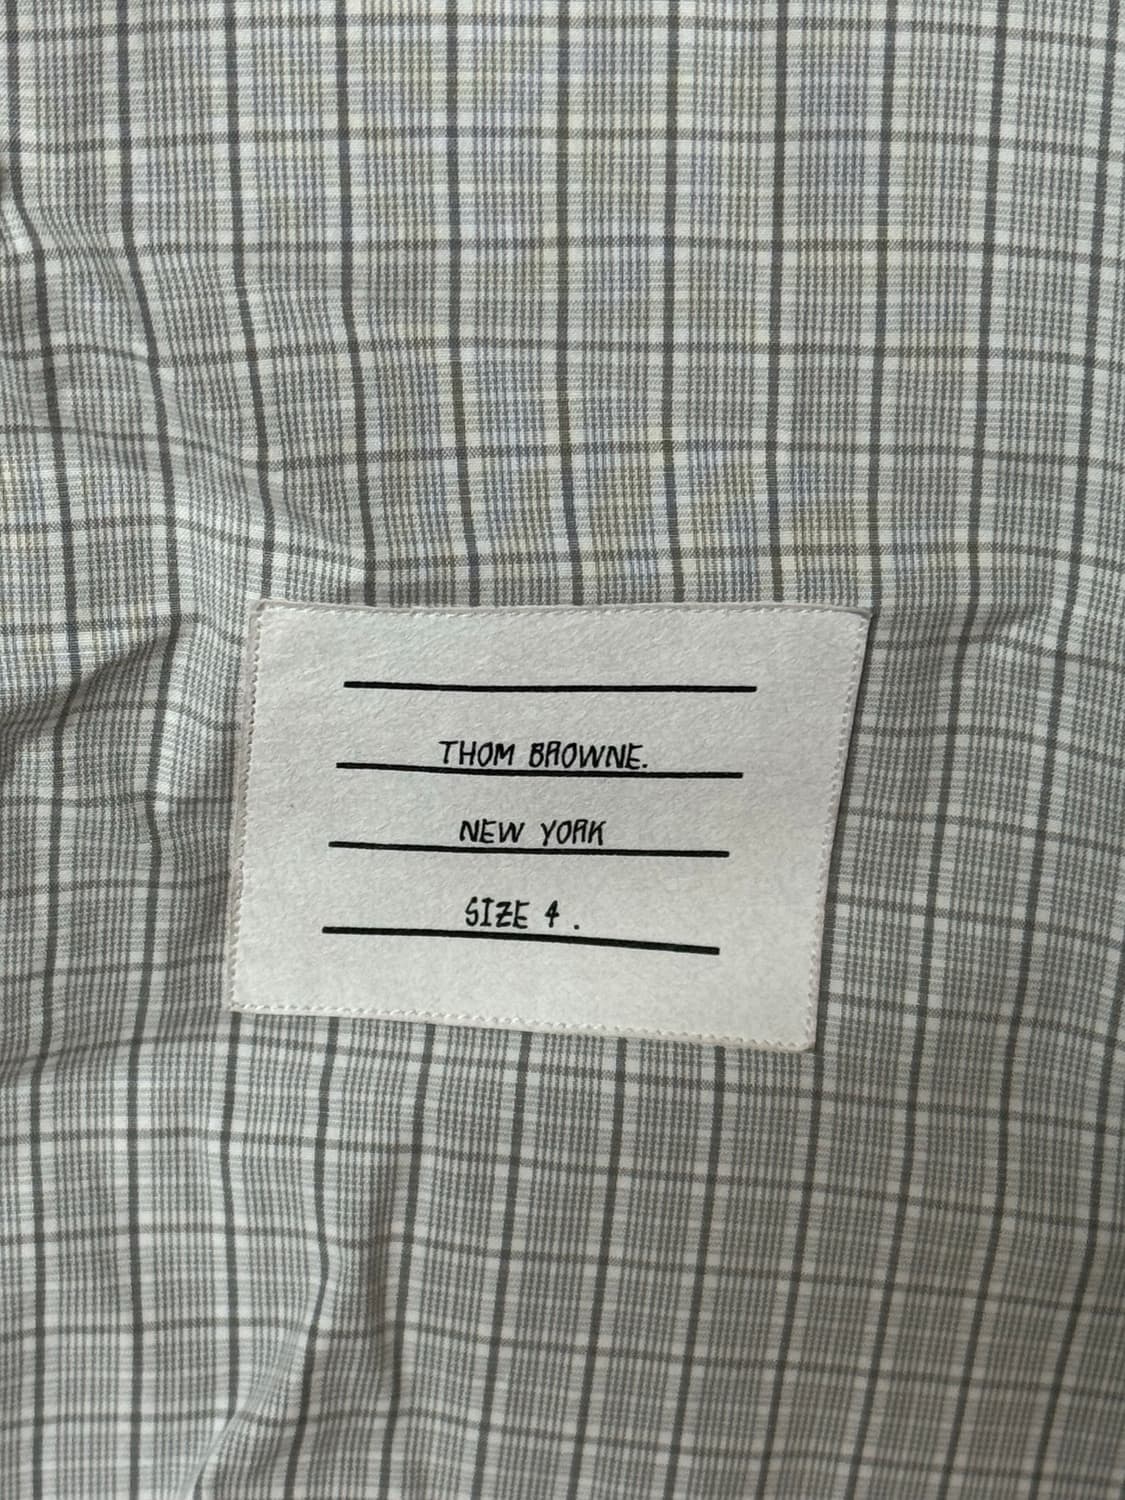 THOM BROWNE.
NEW YORK
SIZE 4 .